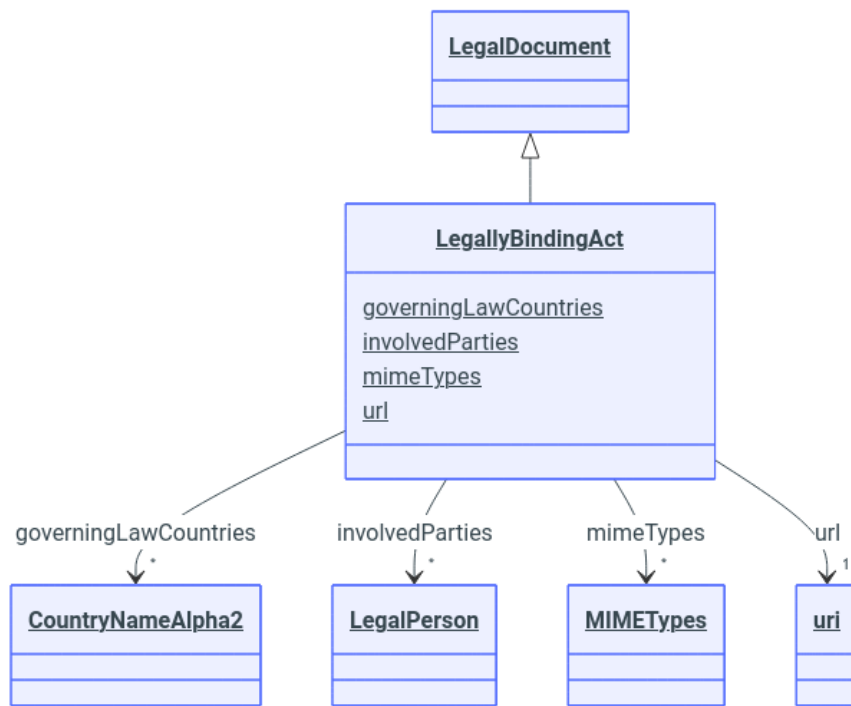 LegalDocument
LegallyBindingAct
governingLawCountries
involvedParties
mimeTypes
url
governingLawCountries
involvedParties
mimeTypes
url
*
*
*
1
CountryNameAlpha2
LegalPerson
MIMETypes
uri